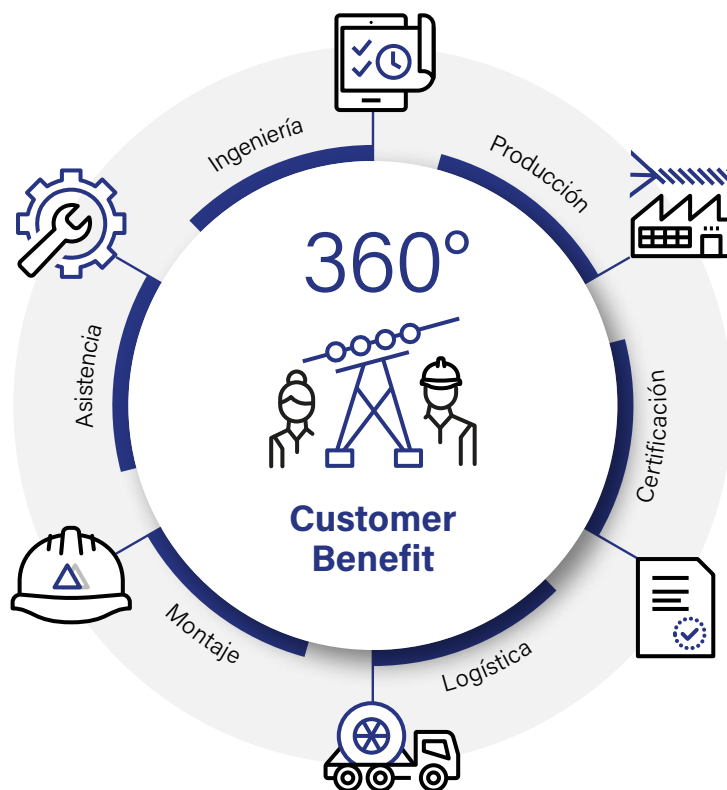 Ingeniería
Producción
Certificación
Logística
Montaje
Asistencia
360°
Customer
Benefit